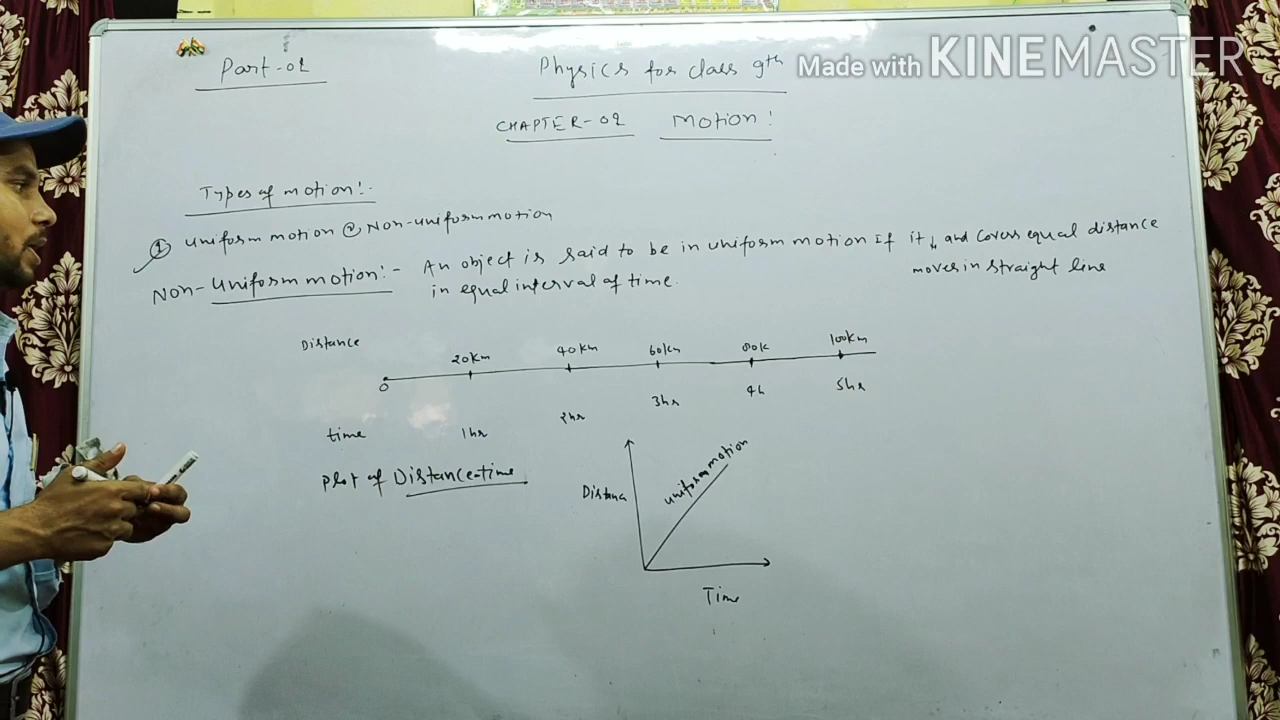 Part-02
Physics for class 9th
Made with KINEMASTER
CHAPTER-02 Motion!
Types of motion!-
① uniform motion @ Non-uniform motion
Non-uniform motion!- An object is said to be in uniform motion If it, and covers equal distance
moves in straight line
in equal interval of time.
Distance
0 20km 40km 60km 80k 100km
time 1hr 2hr 3hr 4h 5hr
Plot of Distance-time
uniform motion
Distanc
Time